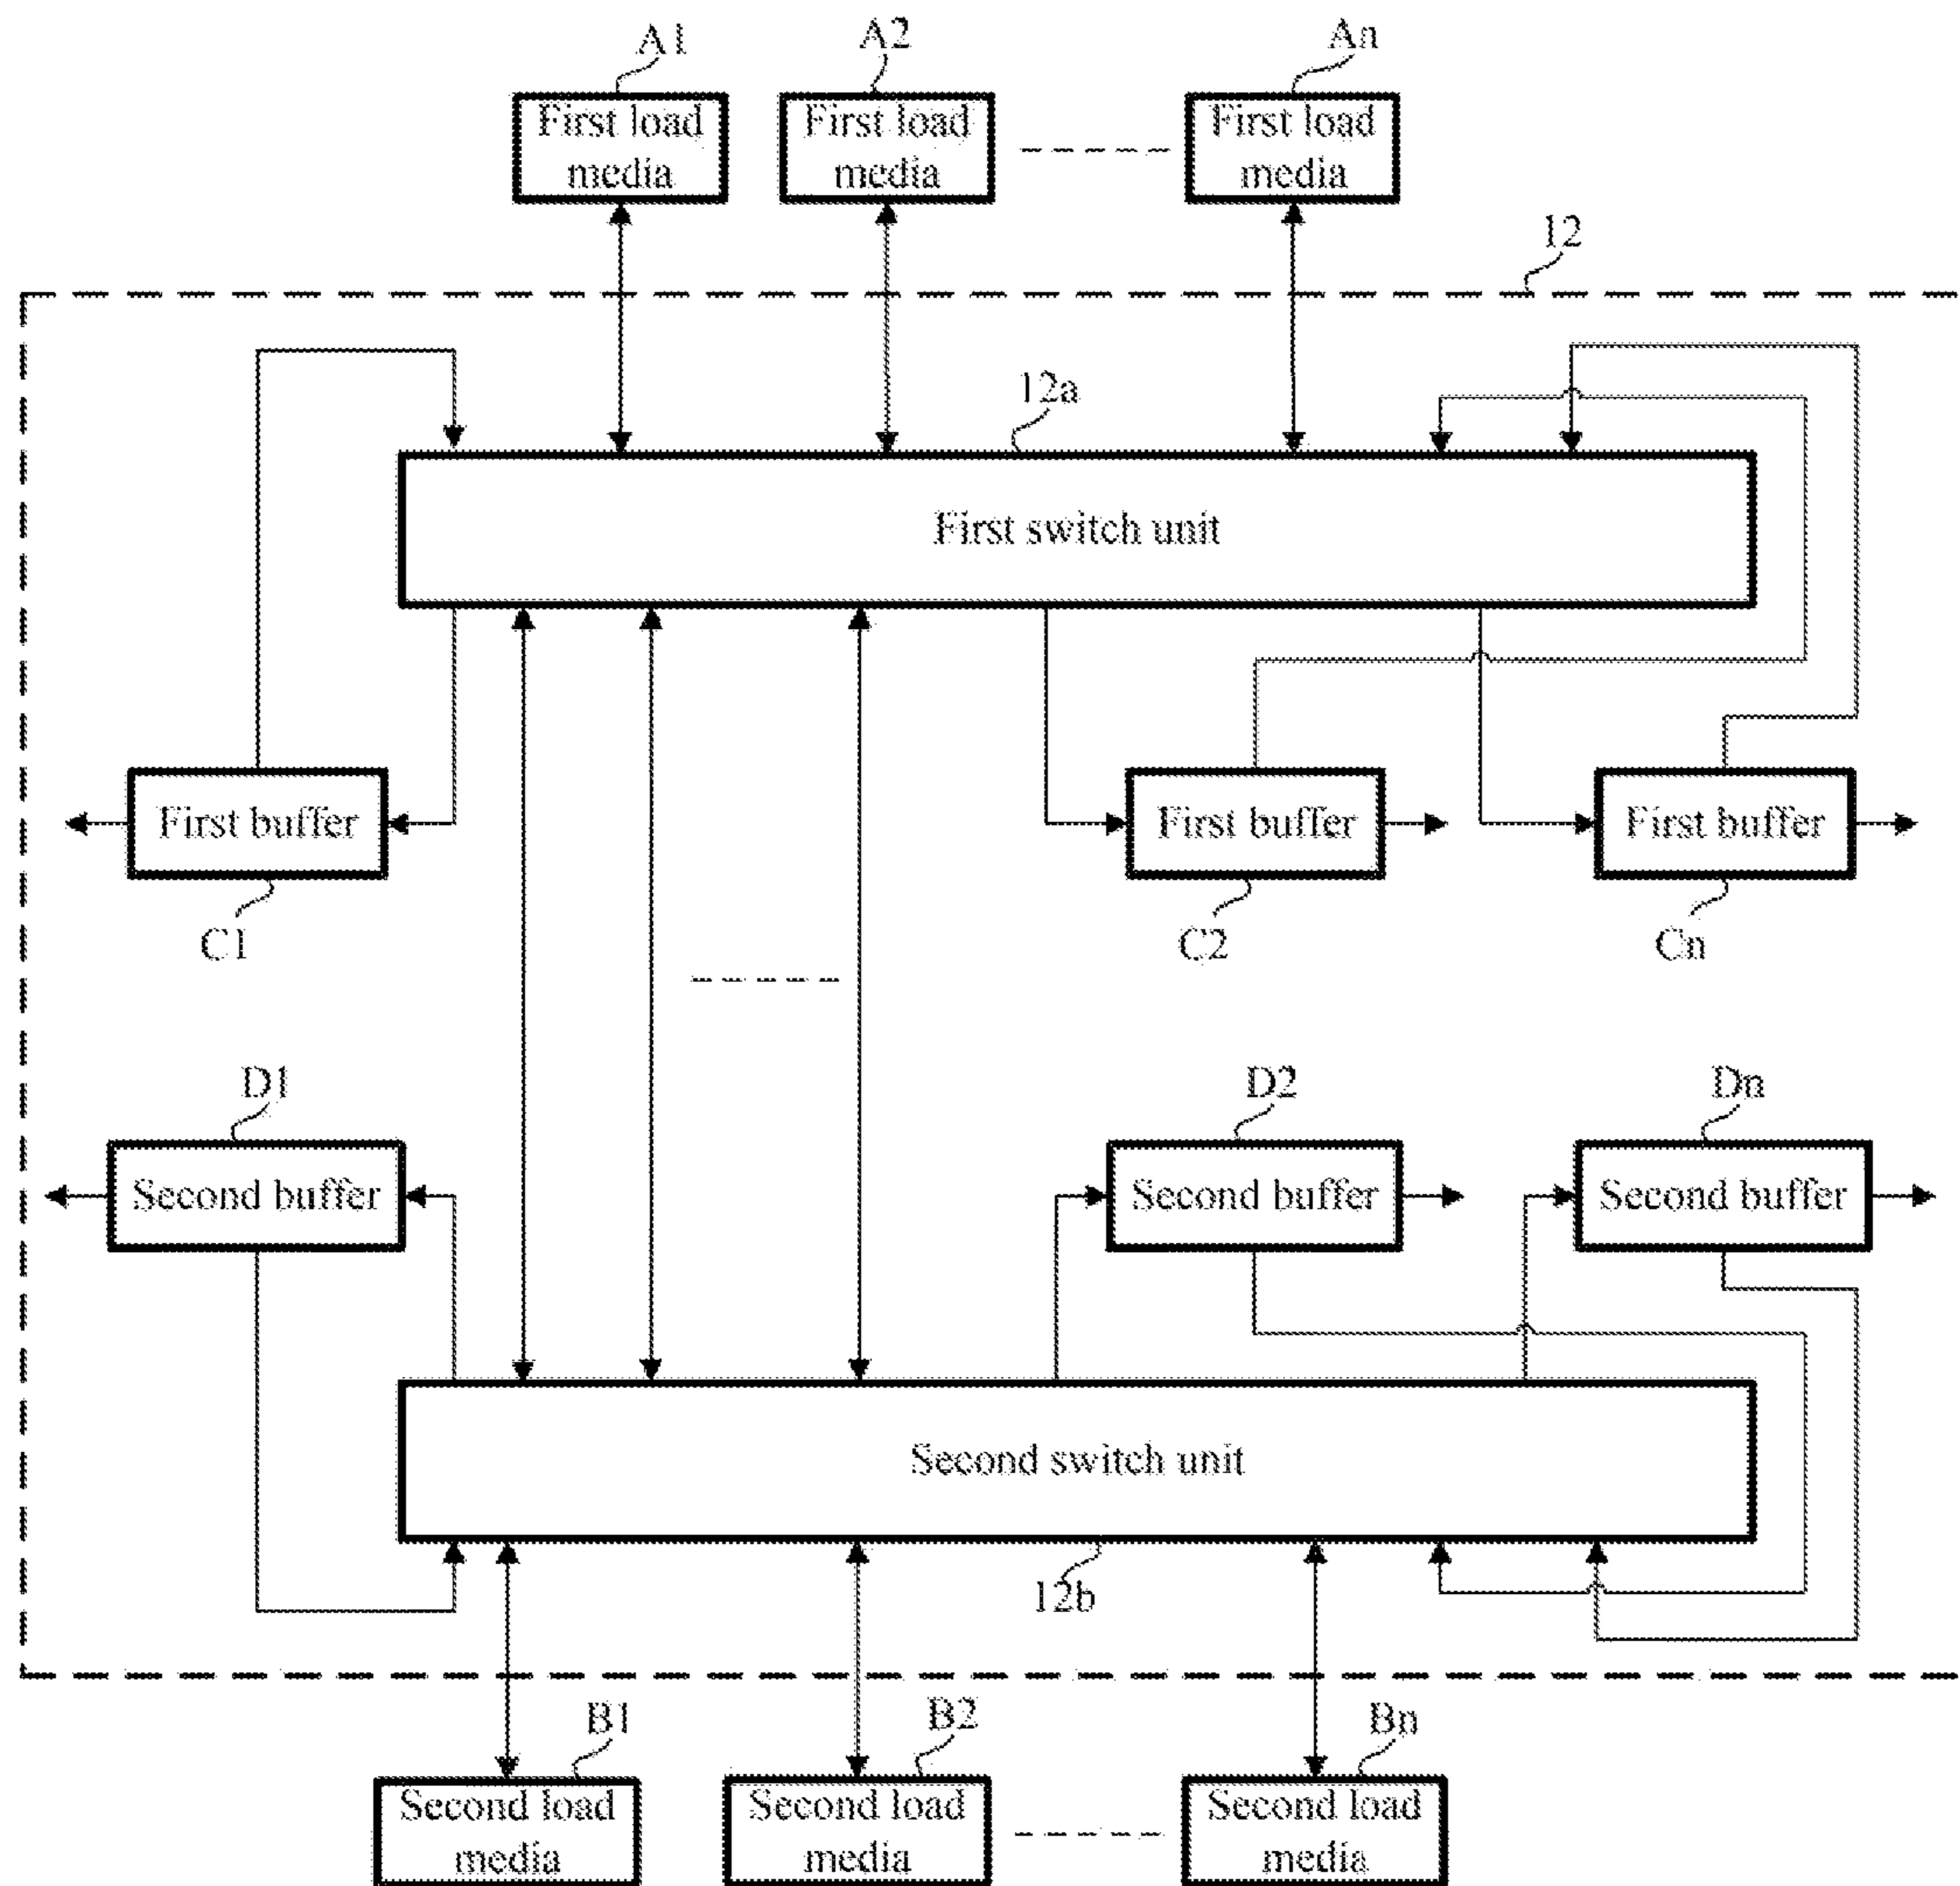 A1
A2
An
First load
media
First load
media
First load
media
12
12a
First switch unit
First buffer
First buffer
First buffer
C1
C2
Cn
D1
D2
Dn
Second buffer
Second buffer
Second buffer
Second switch unit
12b
B1
B2
Bn
Second load
media
Second load
media
Second load
media